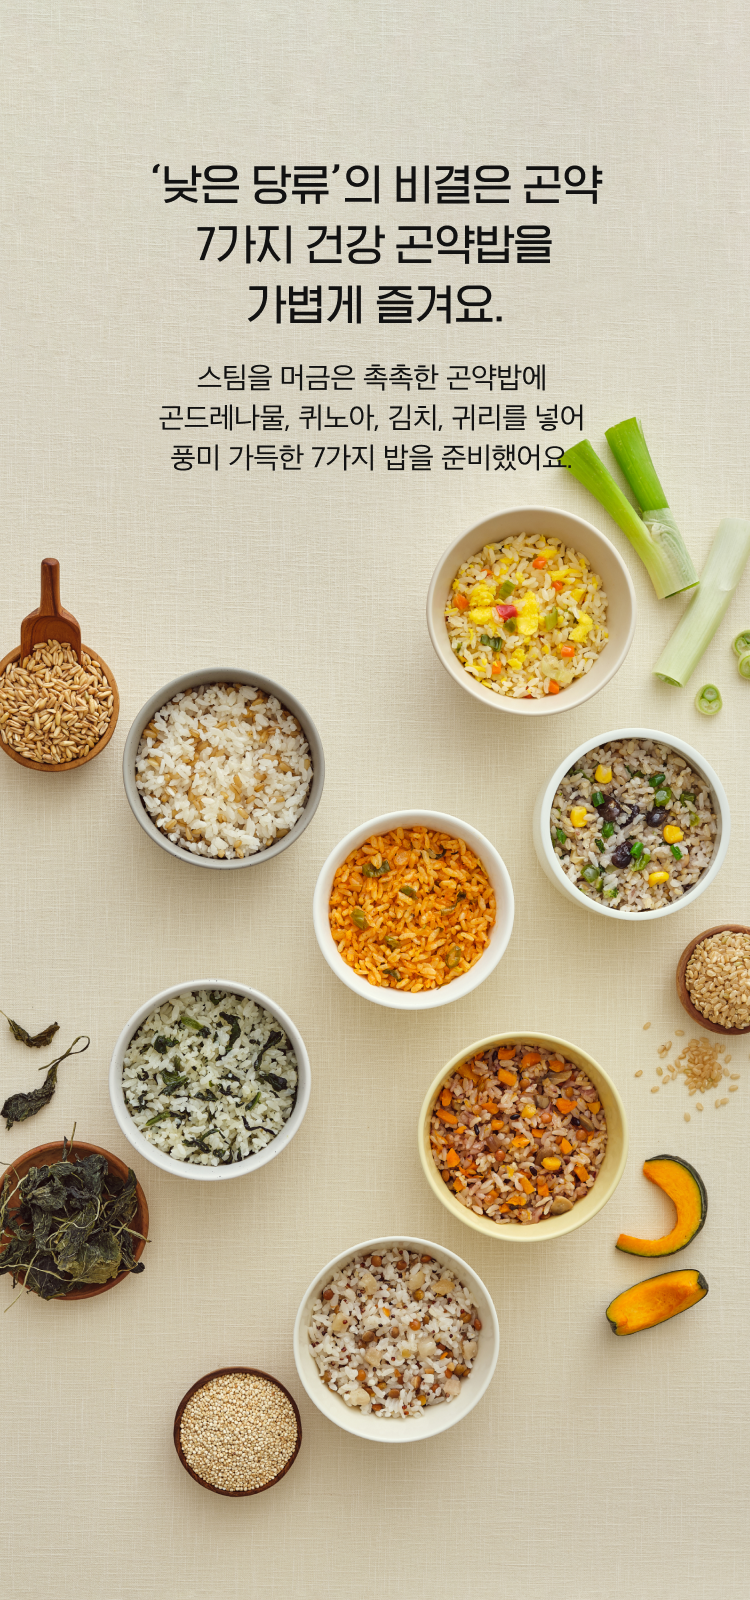 ‘낮은 당류’의 비결은 곤약
7가지 건강 곤약밥을
가볍게 즐겨요.
스팀을 머금은 촉촉한 곤약밥에
곤드레나물, 퀴노아, 김치, 귀리를 넣어
풍미 가득한 7가지 밥을 준비했어요.